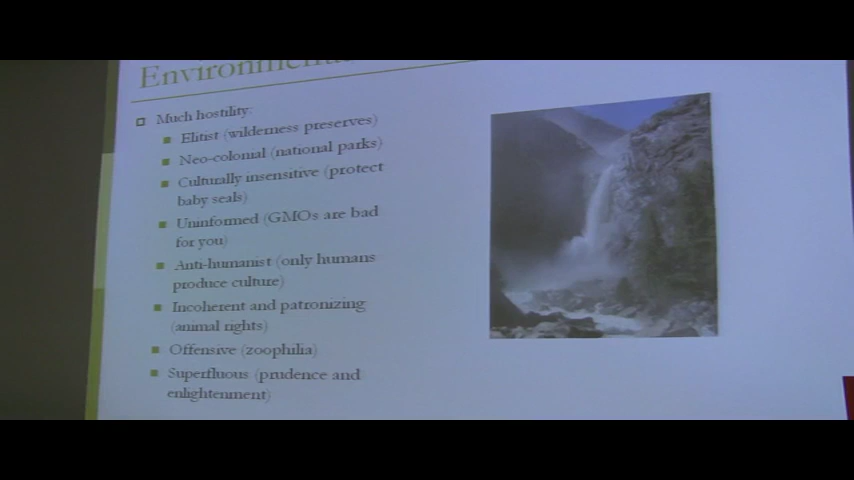 Much hostility:
Elitist (wilderness preserves)
Neo-colonial (national parks)
Culturally insensitive (protect
baby seals)
Uninformed (GMOs are bad
for you)
Anti-humanist (only humans
produce culture)
Incoherent and patronizing
(animal rights)
Offensive (zoophilia)
Superfluous (prudence and
enlightenment)